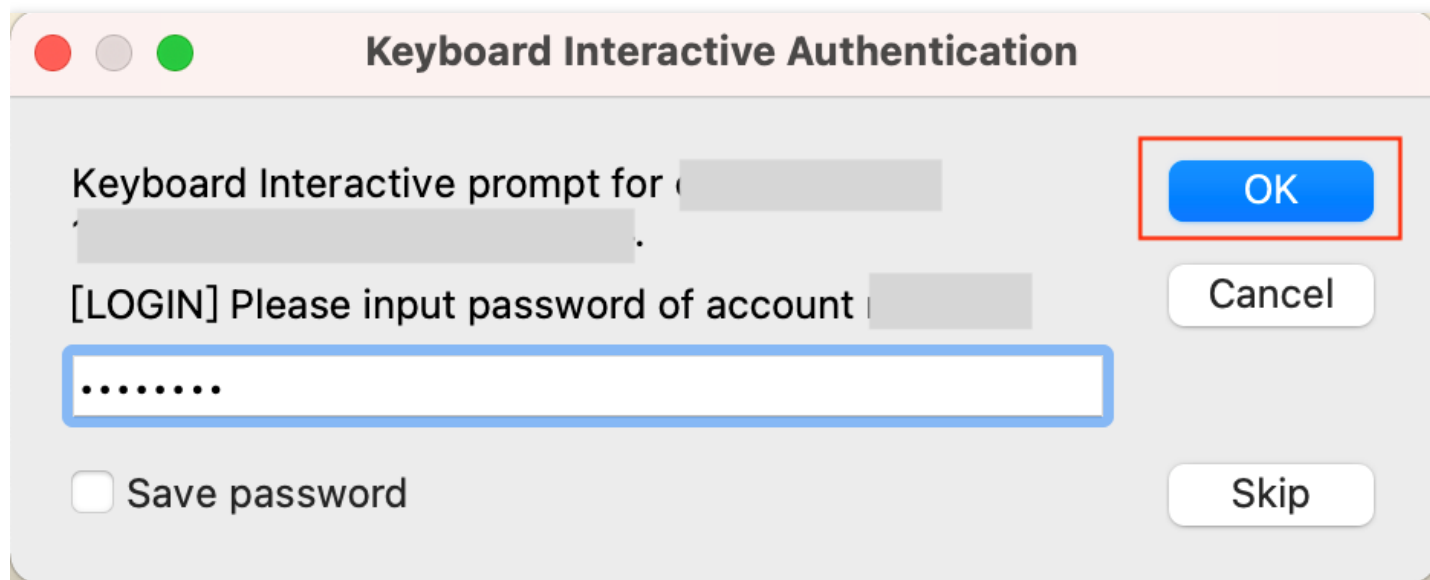 Keyboard Interactive Authentication
Keyboard Interactive prompt for
.
[LOGIN] Please input password of account
••••••••
Save password
OK
Cancel
Skip